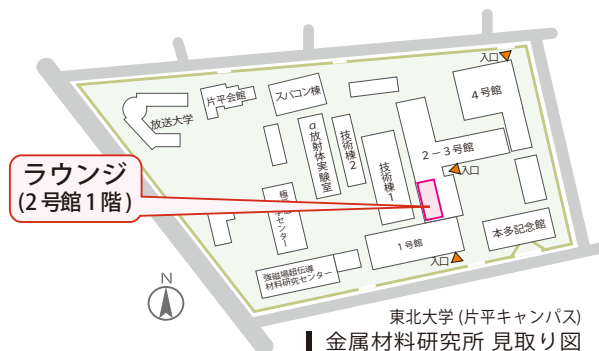 入口
4号館
スパコン棟
片平会館
放送大学
α放射体実験室
技術棟2
技術棟1
2－3号館
入口
ラウンジ
(2号館1階)
学センター
本多記念館
1号館
入口
強磁場超伝導
材料研究センター
N
東北大学 (片平キャンパス)
金属材料研究所 見取り図